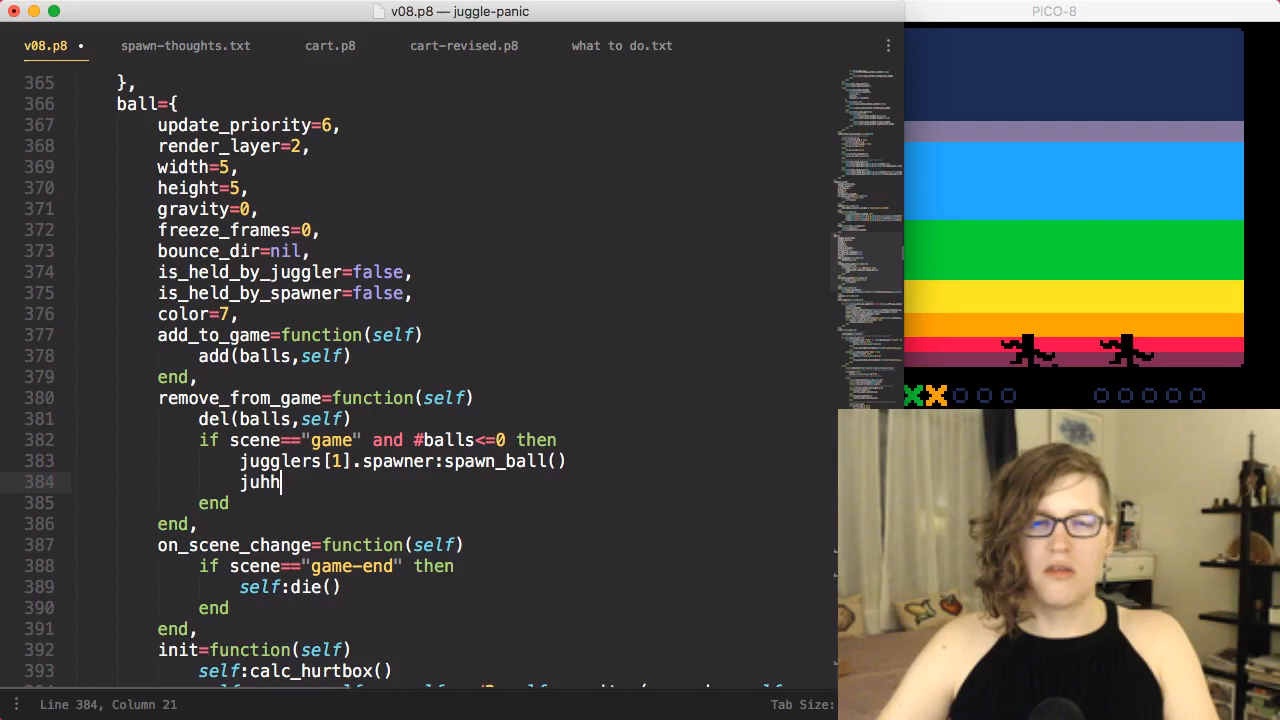 v08.p8 — juggle-panic
PICO-8
v08.p8 • spawn-thoughts.txt cart.p8 cart-revised.p8 what to do.txt
365 },
366 ball={
367 ate_priority=6,
368 render_layer=2,
369 width=5,
370 height=5,
371 gravity=0,
372 freeze_frames=0,
373 bounce_dir=nil,
374 is_held_by_juggler=false,
375 is_held_by_spawner=false,
376 color=7,
377 _to_game=function(self)
378 add(balls,self)
379 end,
380 ove_from_game=function(self)
381 del(balls,self)
382 if scene=="game" and #balls<=0 then
383 jugglers[1].spawner:spawn_ball()
384 juhh
385 end
386 end,
387 on_scene_change=function(self)
388 if scene=="game-end" then
389 self:die()
390 end
391 end,
392 init=function(self)
393 self:calc_hurtbox()
Line 384, Column 21
Tab Size: